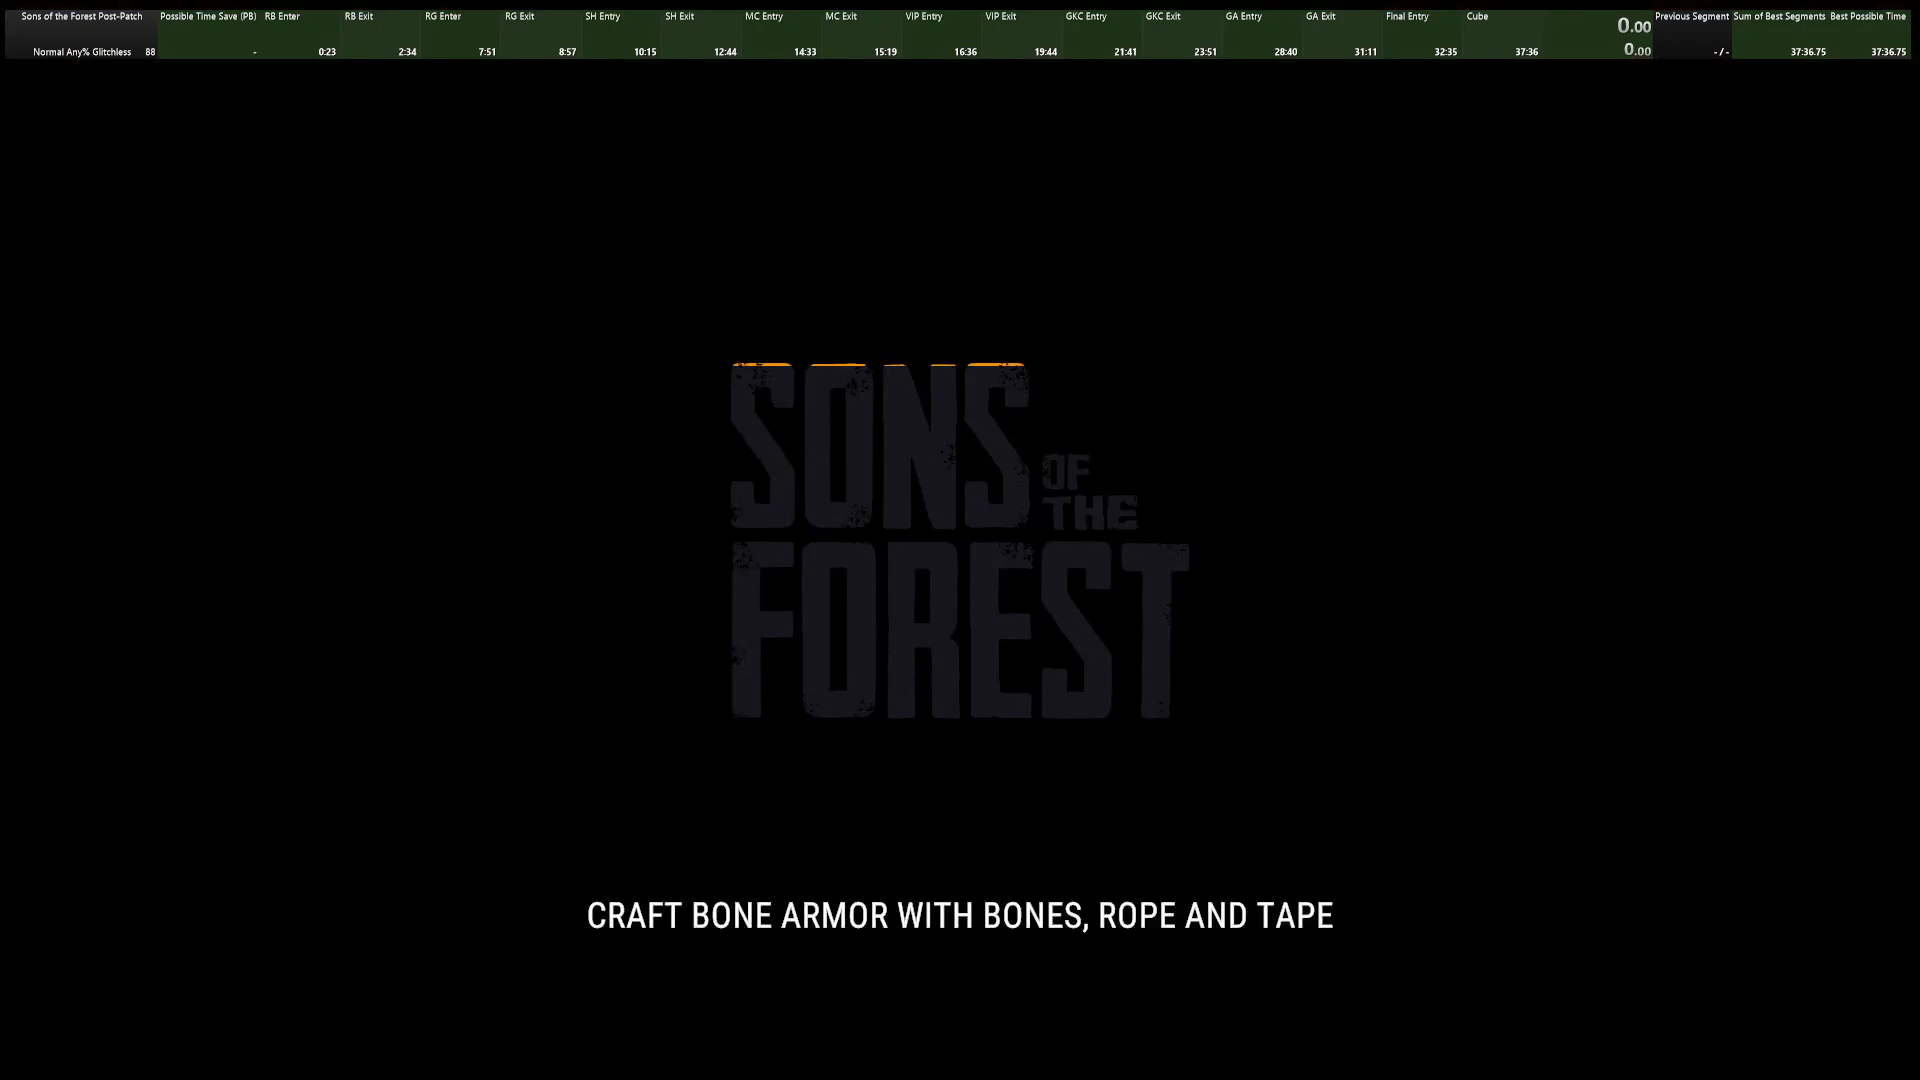 Sons of the Forest Post-Patch Possible Time Save (PB) RB Enter RB Exit RG Enter RG Exit SH Entry SH Exit MC Entry MC Exit VIP Entry VIP Exit GKC Entry GKC Exit GA Entry GA Exit Final Entry Cube 0.00 Previous Segment Sum of Best Segments Best Possible Time
Normal Any% Glitchless 88 - 0:23 2:34 7:51 8:57 10:15 12:44 14:33 15:19 16:36 19:44 21:41 23:51 28:40 31:11 32:35 37:36 0.00 - / - 37:36.75 37:36.75
SONS
OF
THE
FOREST
CRAFT BONE ARMOR WITH BONES, ROPE AND TAPE